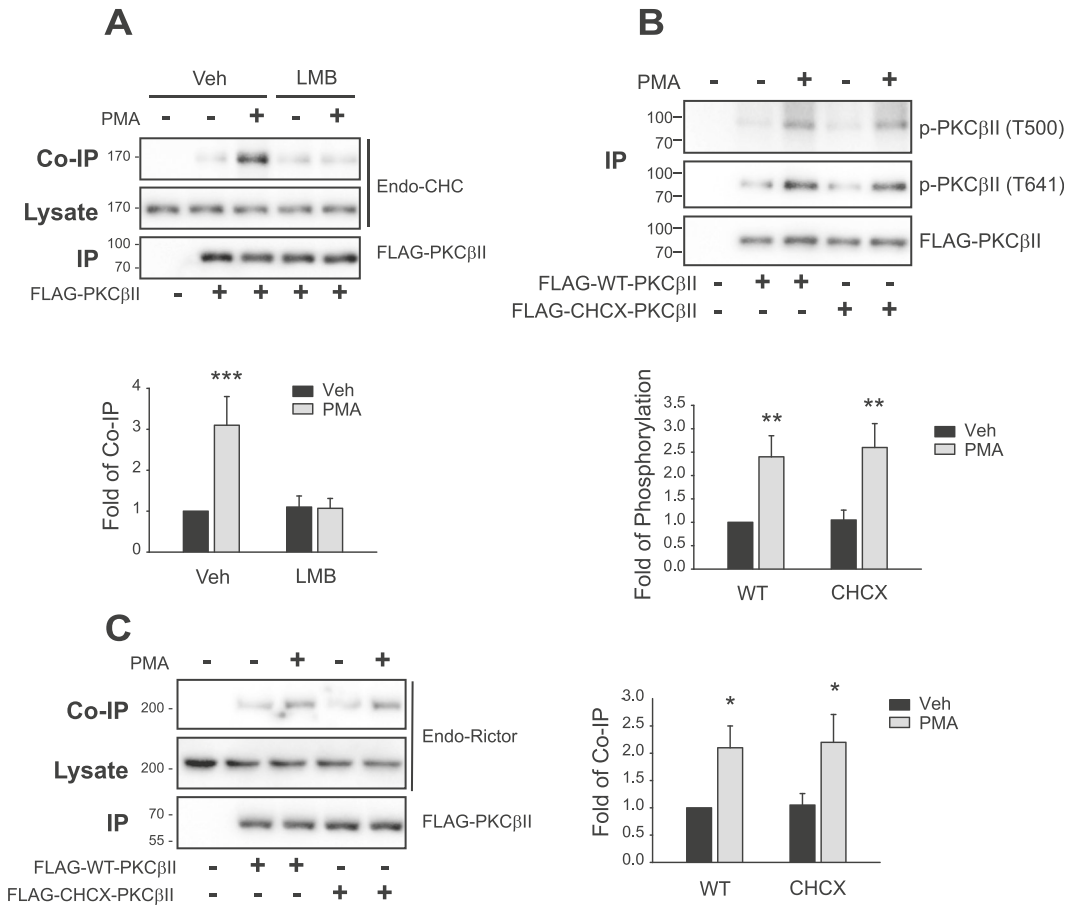 A
Veh LMB
PMA - - + - +
Co-IP 170 -
Endo-CHC
Lysate 170 -
IP 100 -
70 -
FLAG-PKCβII
FLAG-PKCβII - + + + +
Fold of Co-IP
4
3
2
1
0
***
Veh
PMA
Veh LMB
B
PMA - - + - +
IP
100-
70-
p-PKCβII (T500)
100-
70-
p-PKCβII (T641)
100-
70-
FLAG-PKCβII
FLAG-WT-PKCβII - + + - -
FLAG-CHCX-PKCβII - - - + +
Fold of Phosphorylation
3.5
3.0
2.5
2.0
1.5
1.0
0.5
0.0
** **
Veh
PMA
WT CHCX
C
PMA - - + - +
Co-IP 200 -
Endo-Rictor
Lysate 200 -
IP 70 -
55 -
FLAG-PKCβII
FLAG-WT-PKCβII - + + - -
FLAG-CHCX-PKCβII - - - + +
Fold of Co-IP
3.0
2.5
2.0
1.5
1.0
0.5
0.0
* *
Veh
PMA
WT CHCX